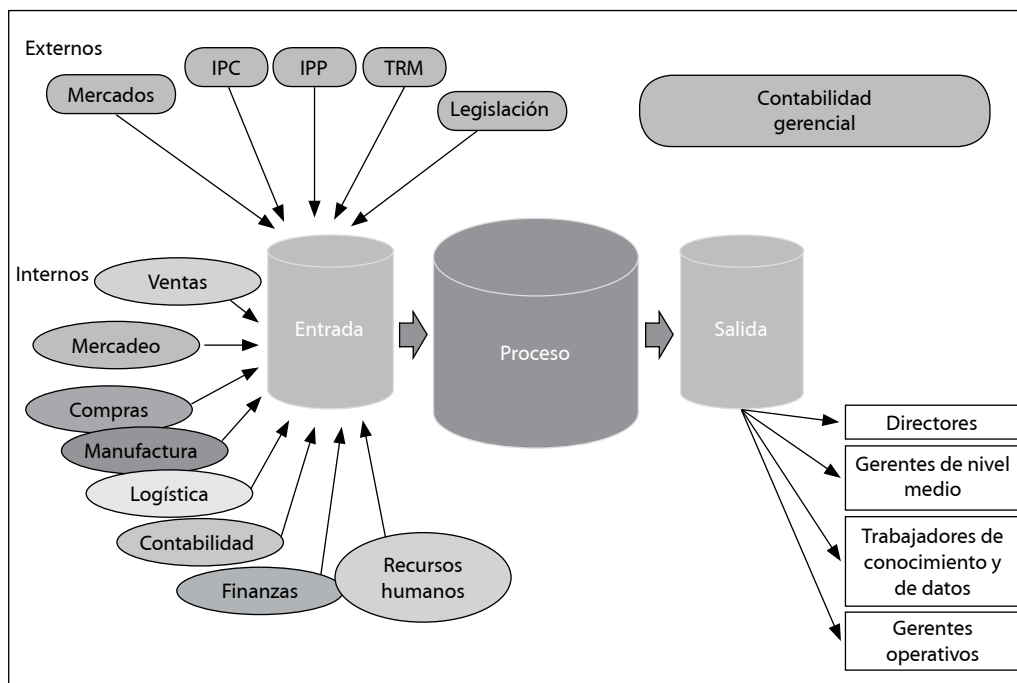 Externos
IPC
IPP
TRM
Mercados
Legislación
Contabilidad
gerencial
Internos
Ventas
Mercadeo
Compras
Manufactura
Logística
Contabilidad
Finanzas
Recursos
humanos
Entrada
Proceso
Salida
Directores
Gerentes de nivel
medio
Trabajadores de
conocimiento y
de datos
Gerentes
operativos